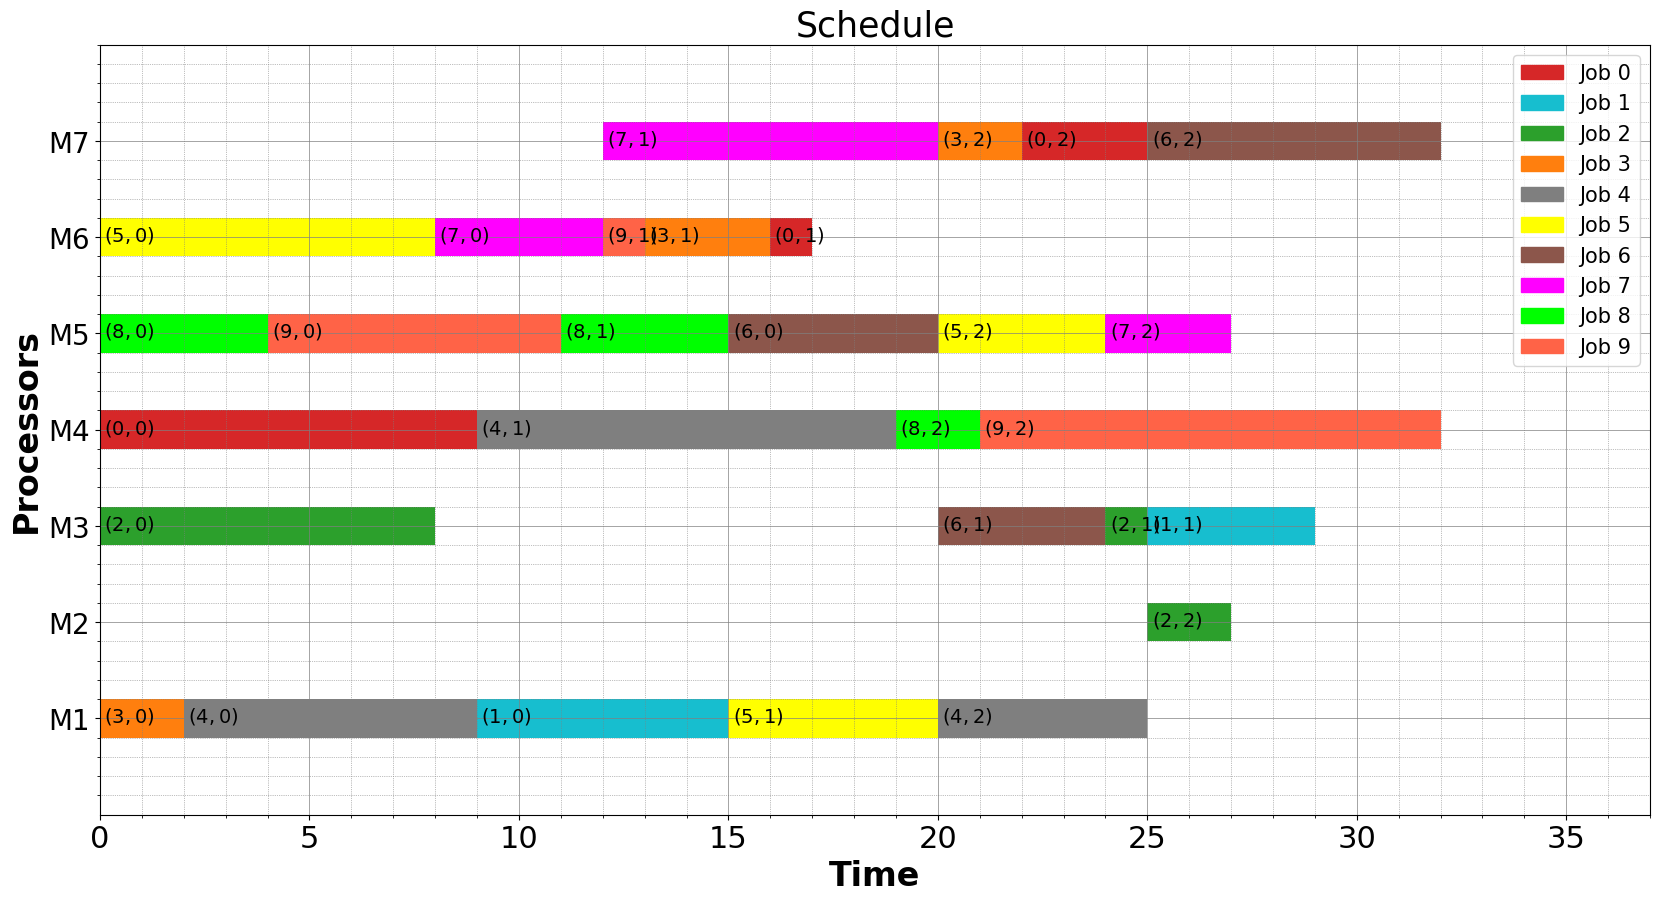 Schedule
Job 0
Job 1
Job 2
Job 3
Job 4
Job 5
Job 6
Job 7
Job 8
Job 9
M7
(7, 1) (3, 2) (0, 2) (6, 2)
M6
(5, 0) (7, 0) (9, 1) (3, 1) (0, 1)
M5
(8, 0) (9, 0) (8, 1) (6, 0) (5, 2) (7, 2)
M4
(0, 0) (4, 1) (8, 2) (9, 2)
M3
(2, 0) (6, 1) (2, 1) (1, 1)
M2
(2, 2)
M1
(3, 0) (4, 0) (1, 0) (5, 1) (4, 2)
Processors
0 5 10 15 20 25 30 35
Time